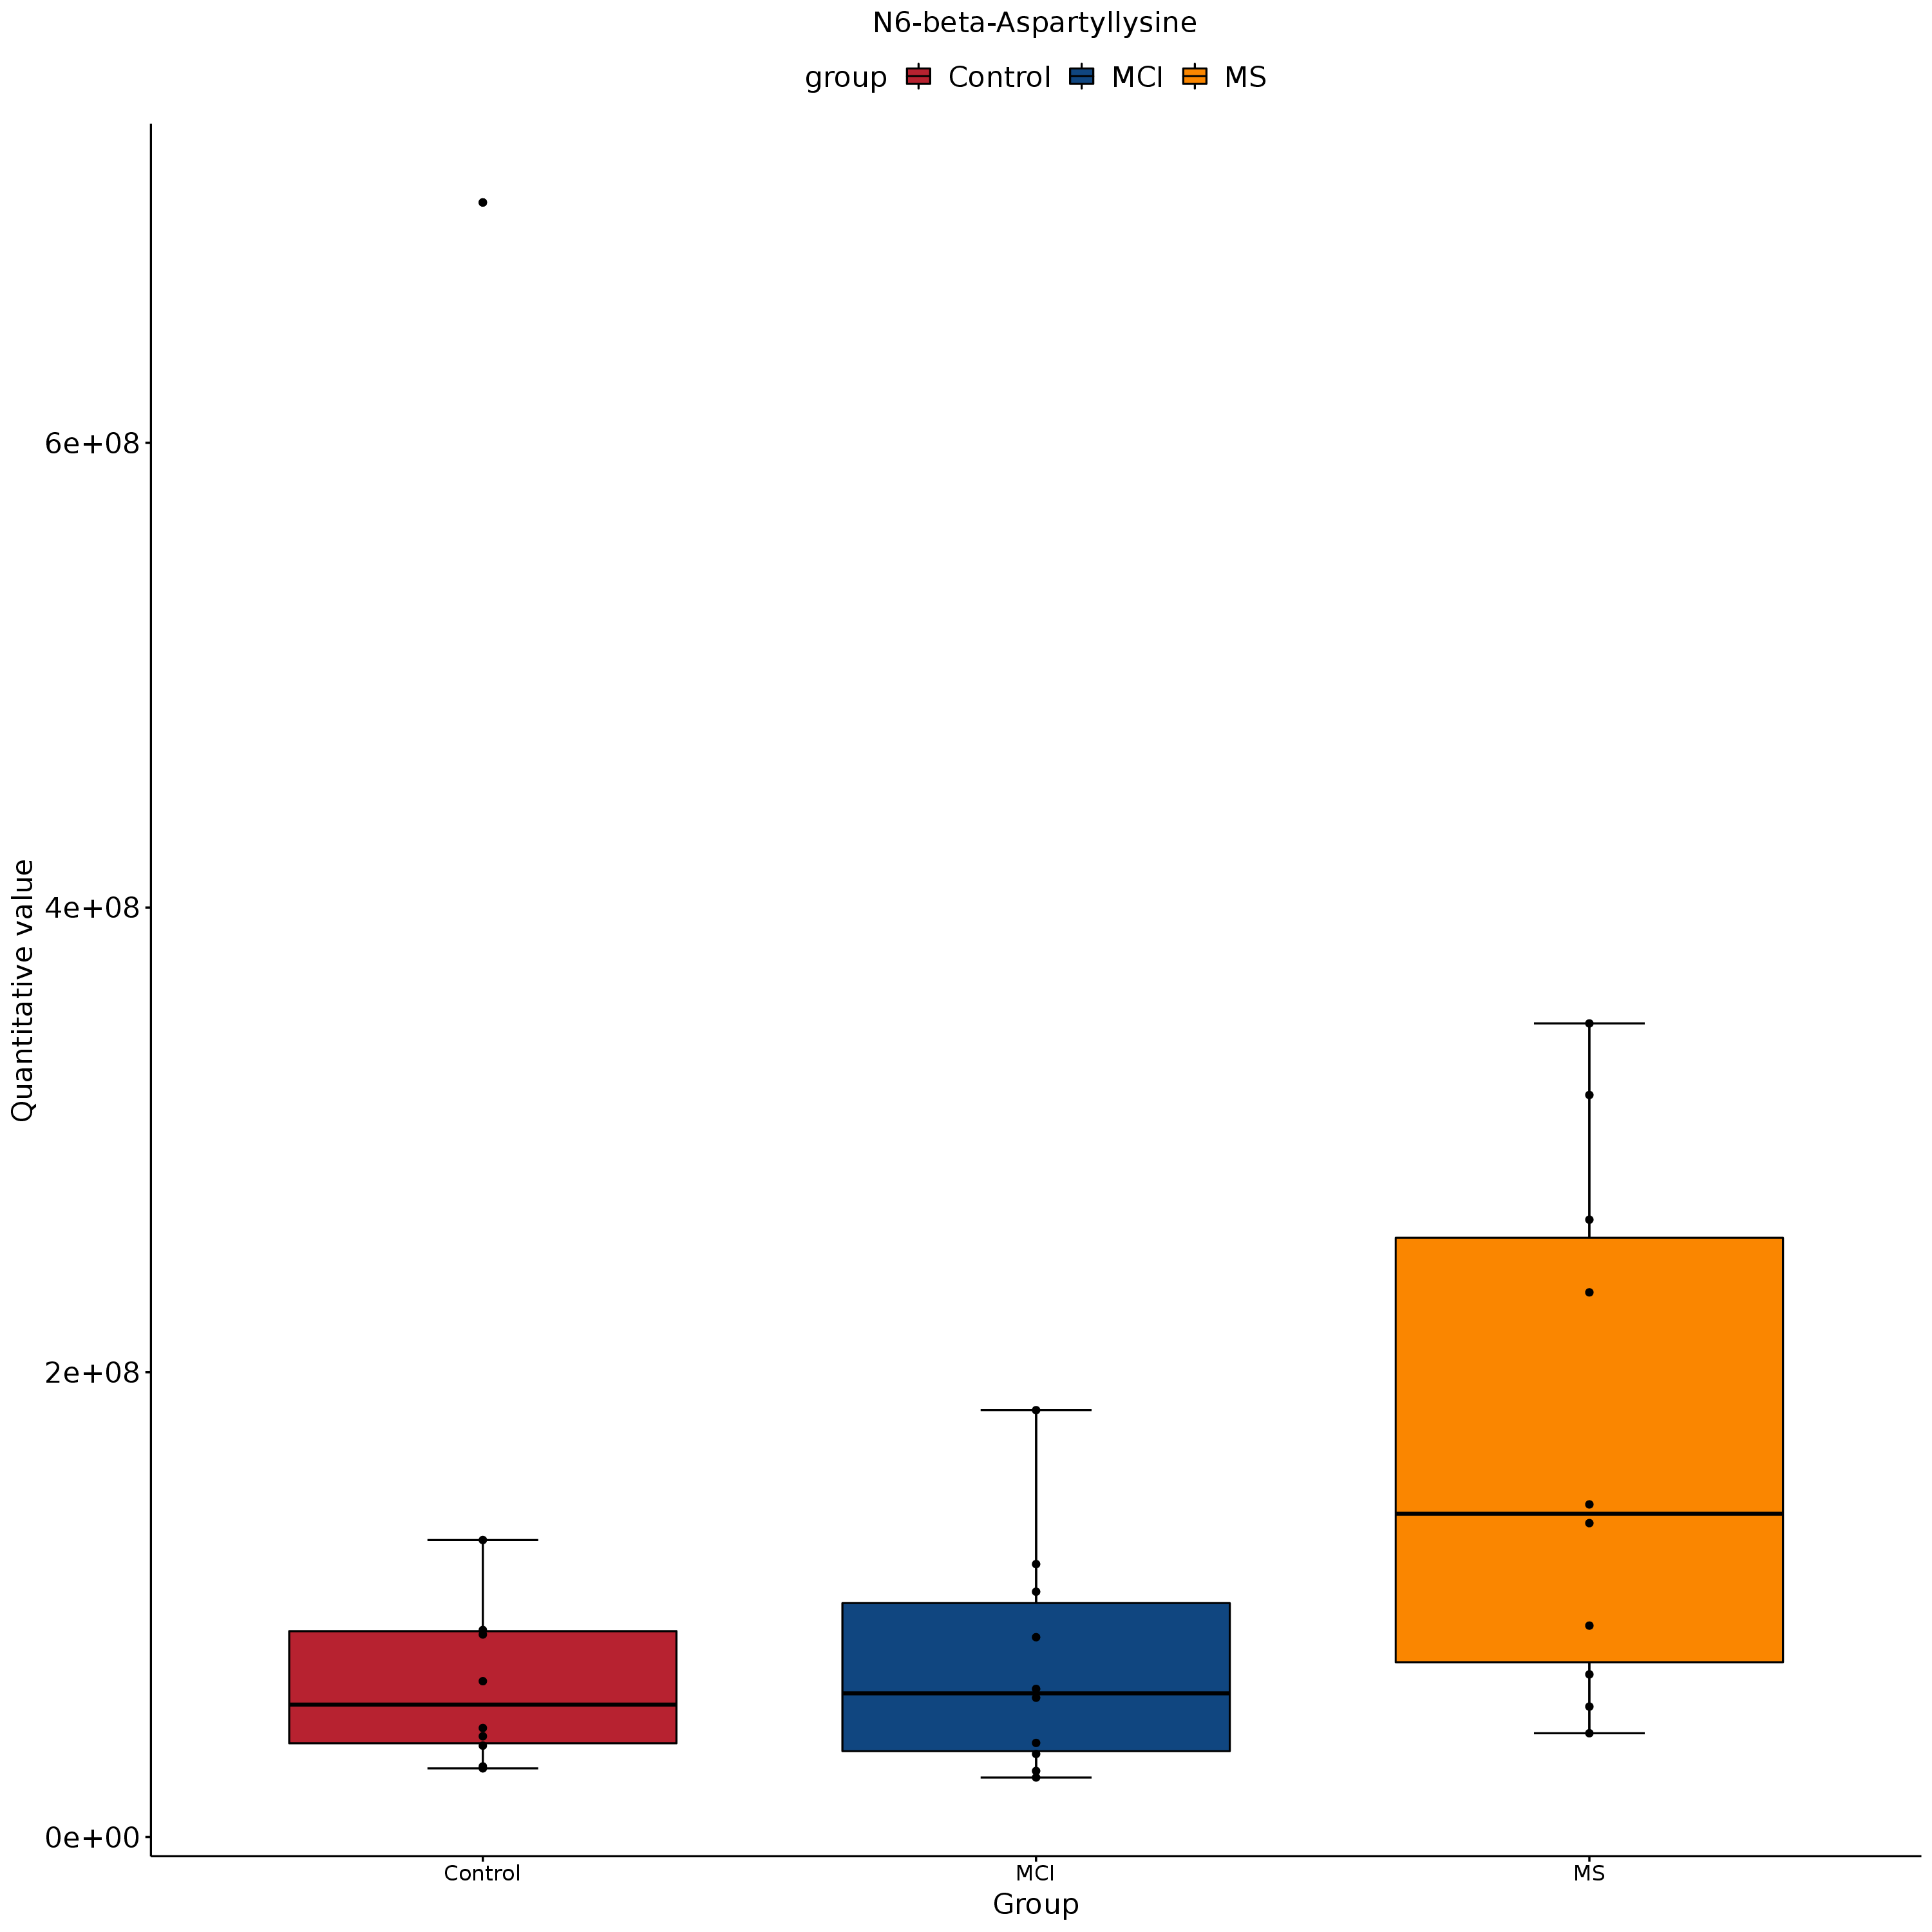 N6-beta-Aspartyllysine
group Control MCI MS
Quantitative value
6e+08
4e+08
2e+08
0e+00
Control MCI MS
Group